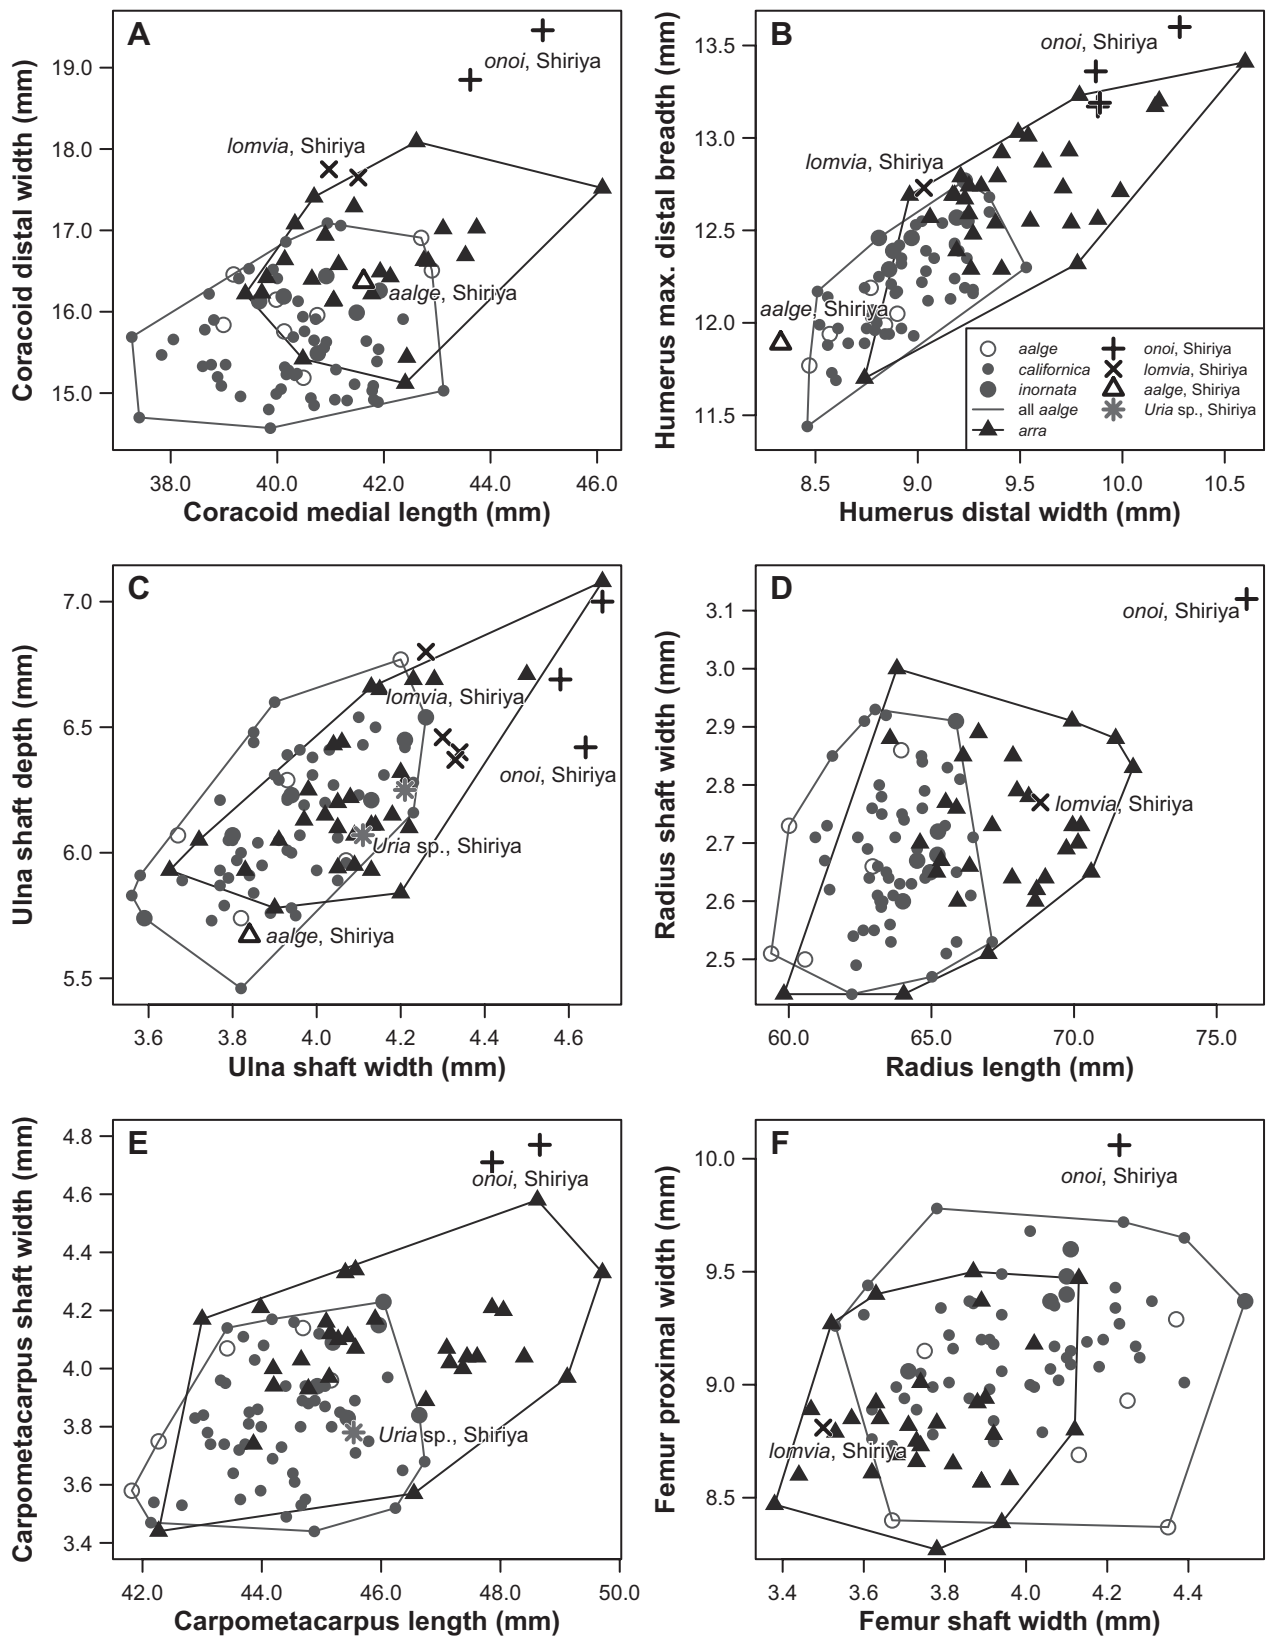 A
Coracoid distal width (mm)
19.0
18.0
17.0
16.0
15.0
onoi, Shiriya
lomvia, Shiriya
aalge, Shiriya
38.0 40.0 42.0 44.0 46.0
Coracoid medial length (mm)
B
Humerus max. distal breadth (mm)
13.5
13.0
12.5
12.0
11.5
onoi, Shiriya
lomvia, Shiriya
aalge, Shiriya
aalge
californica
inornata
all aalge
arra
onoi, Shiriya
lomvia, Shiriya
aalge, Shiriya
Uria sp., Shiriya
8.5 9.0 9.5 10.0 10.5
Humerus distal width (mm)
C
Ulna shaft depth (mm)
7.0
6.5
6.0
5.5
lomvia, Shiriya
onoi, Shiriya
Uria sp., Shiriya
aalge, Shiriya
3.6 3.8 4.0 4.2 4.4 4.6
Ulna shaft width (mm)
D
Radius shaft width (mm)
3.1
3.0
2.9
2.8
2.7
2.6
2.5
onoi, Shiriya
lomvia, Shiriya
60.0 65.0 70.0 75.0
Radius length (mm)
E
Carpometacarpus shaft width (mm)
4.8
4.6
4.4
4.2
4.0
3.8
3.6
3.4
onoi, Shiriya
Uria sp., Shiriya
42.0 44.0 46.0 48.0 50.0
Carpometacarpus length (mm)
F
Femur proximal width (mm)
10.0
9.5
9.0
8.5
onoi, Shiriya
lomvia, Shiriya
3.4 3.6 3.8 4.0 4.2 4.4
Femur shaft width (mm)